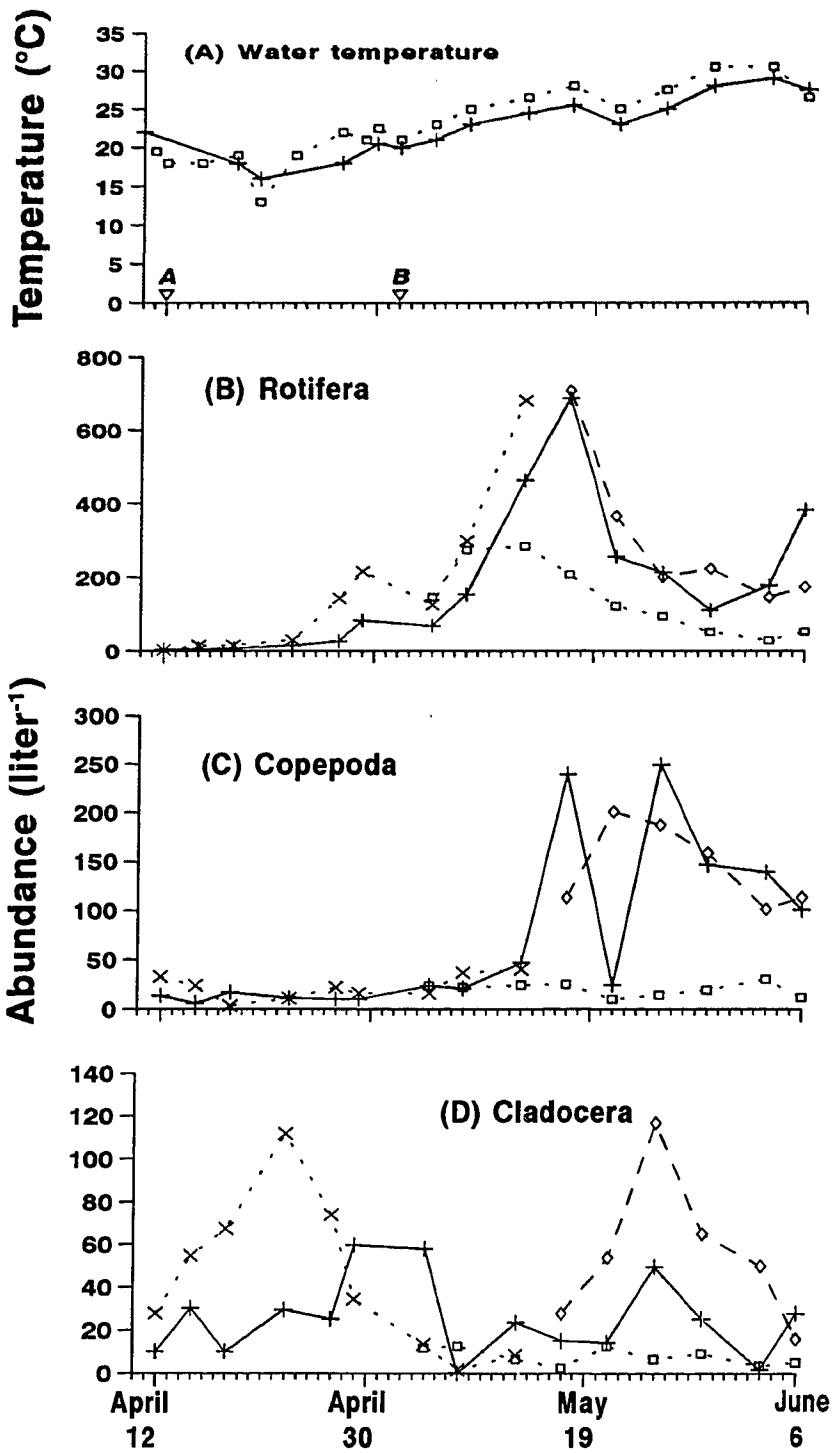 Temperature (°C)
(A) Water temperature
35
30
25
20
15
10
5
0
A
B
(B) Rotifera
800
600
400
200
0
Abundance (liter-1)
(C) Copepoda
300
250
200
150
100
50
0
(D) Cladocera
140
120
100
80
60
40
20
0
April
12
April
30
May
19
June
6